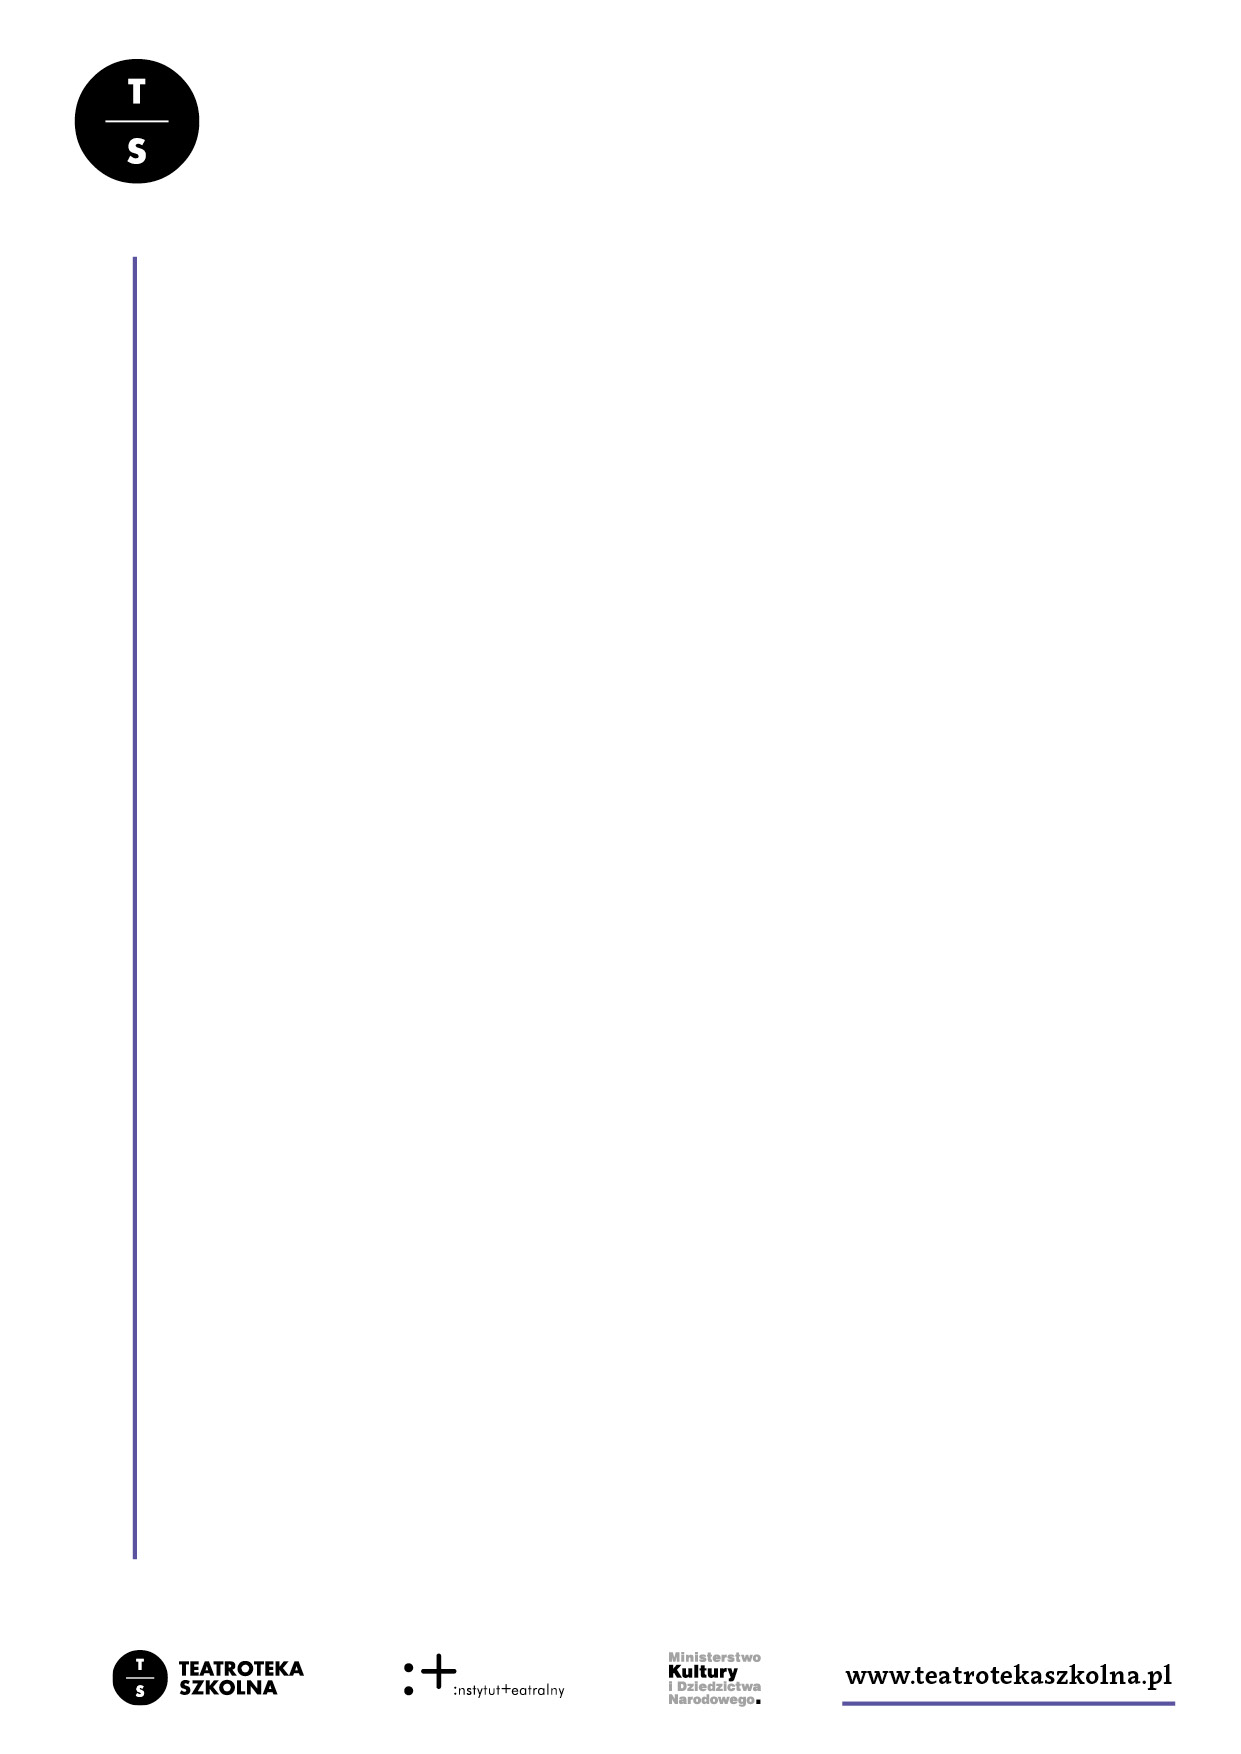 T
S
T
S
TEATROTEKA
SZKOLNA
:nstytut+eatralny
Ministerstwo
Kultury
i Dziedzictwa
Narodowego.
www.teatrotekaszkolna.pl